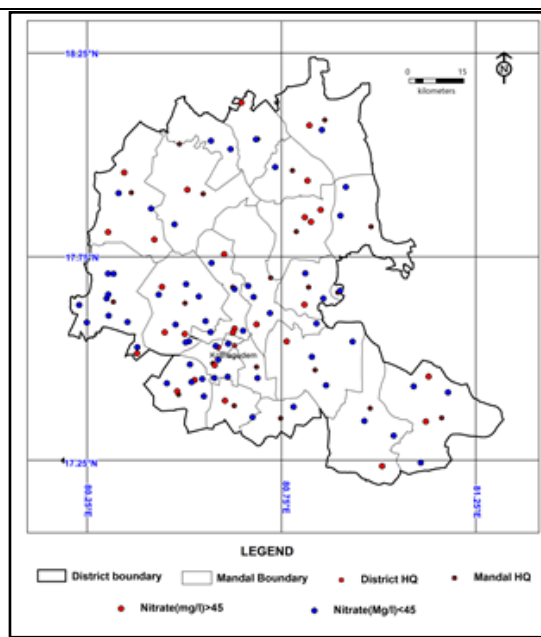 18:25°N
0 15
kilometers
N
17.75°N
Kothagudem
4
17.25°N
80.25°E
80.75°E
81.25°E
LEGEND
District boundary Mandal Boundary District HQ Mandal HQ
Nitrate(mg/l)>45 Nitrate(Mg/l)<45